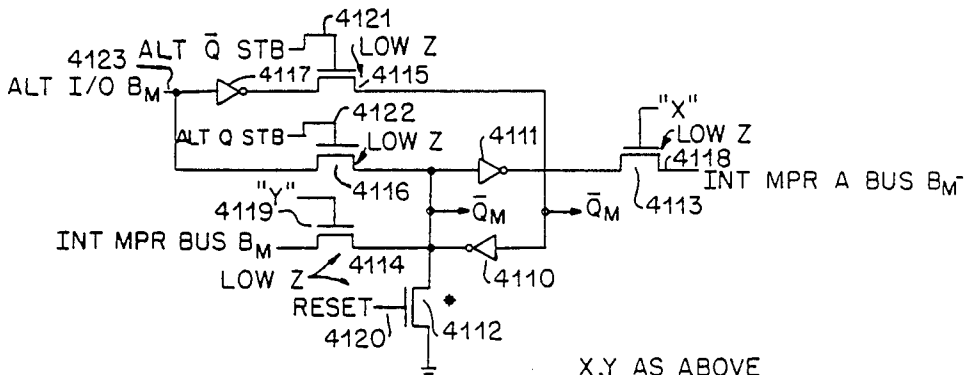 4121
ALT Q̄ STB
LOW Z
4123
4117
4115
ALT I/O B_M
4122
"X"
ALT Q STB
LOW Z
4111
LOW Z
4118
4116
INT MPR A BUS B_M-
"Y"
4113
4119
Q̄_M
Q̄_M
INT MPR BUS B_M
4114
4110
LOW Z
RESET
*
4120
4112
X,Y AS ABOVE